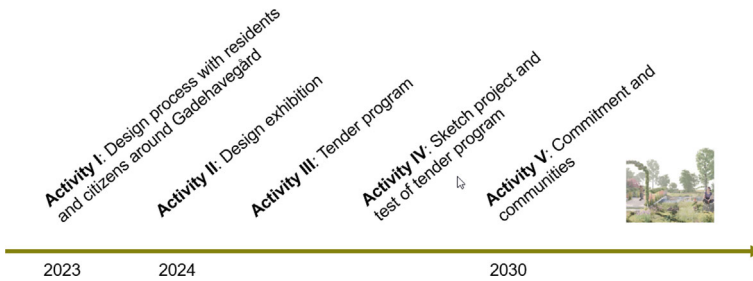 Activity I: Design process with residents
and citizens around Gadehavegård
Activity II: Design exhibition
Activity III: Tender program
Activity IV: Sketch project and
test of tender program
Activity V: Commitment and
communities
2023
2024
2030